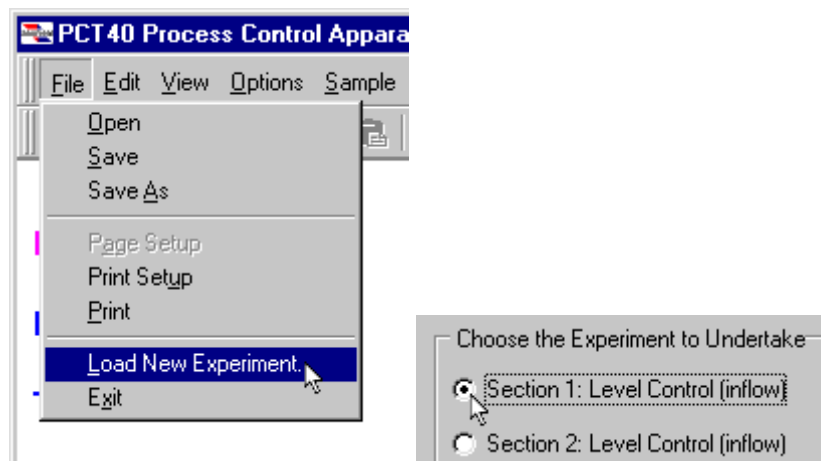 PCT40 Process Control Appara
File Edit View Options Sample
Open
Save
Save As
Page Setup
Print Setup
Print
Load New Experiment.
Exit
Choose the Experiment to Undertake
Section 1: Level Control (inflow)
Section 2: Level Control (inflow)